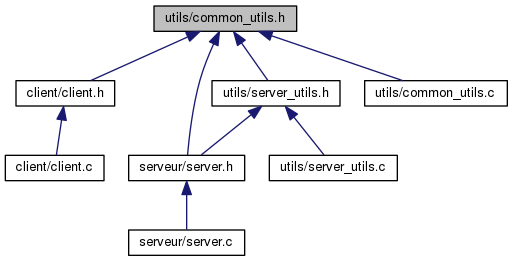 utils/common_utils.h
client/client.h
utils/server_utils.h
utils/common_utils.c
client/client.c
serveur/server.h
utils/server_utils.c
serveur/server.c